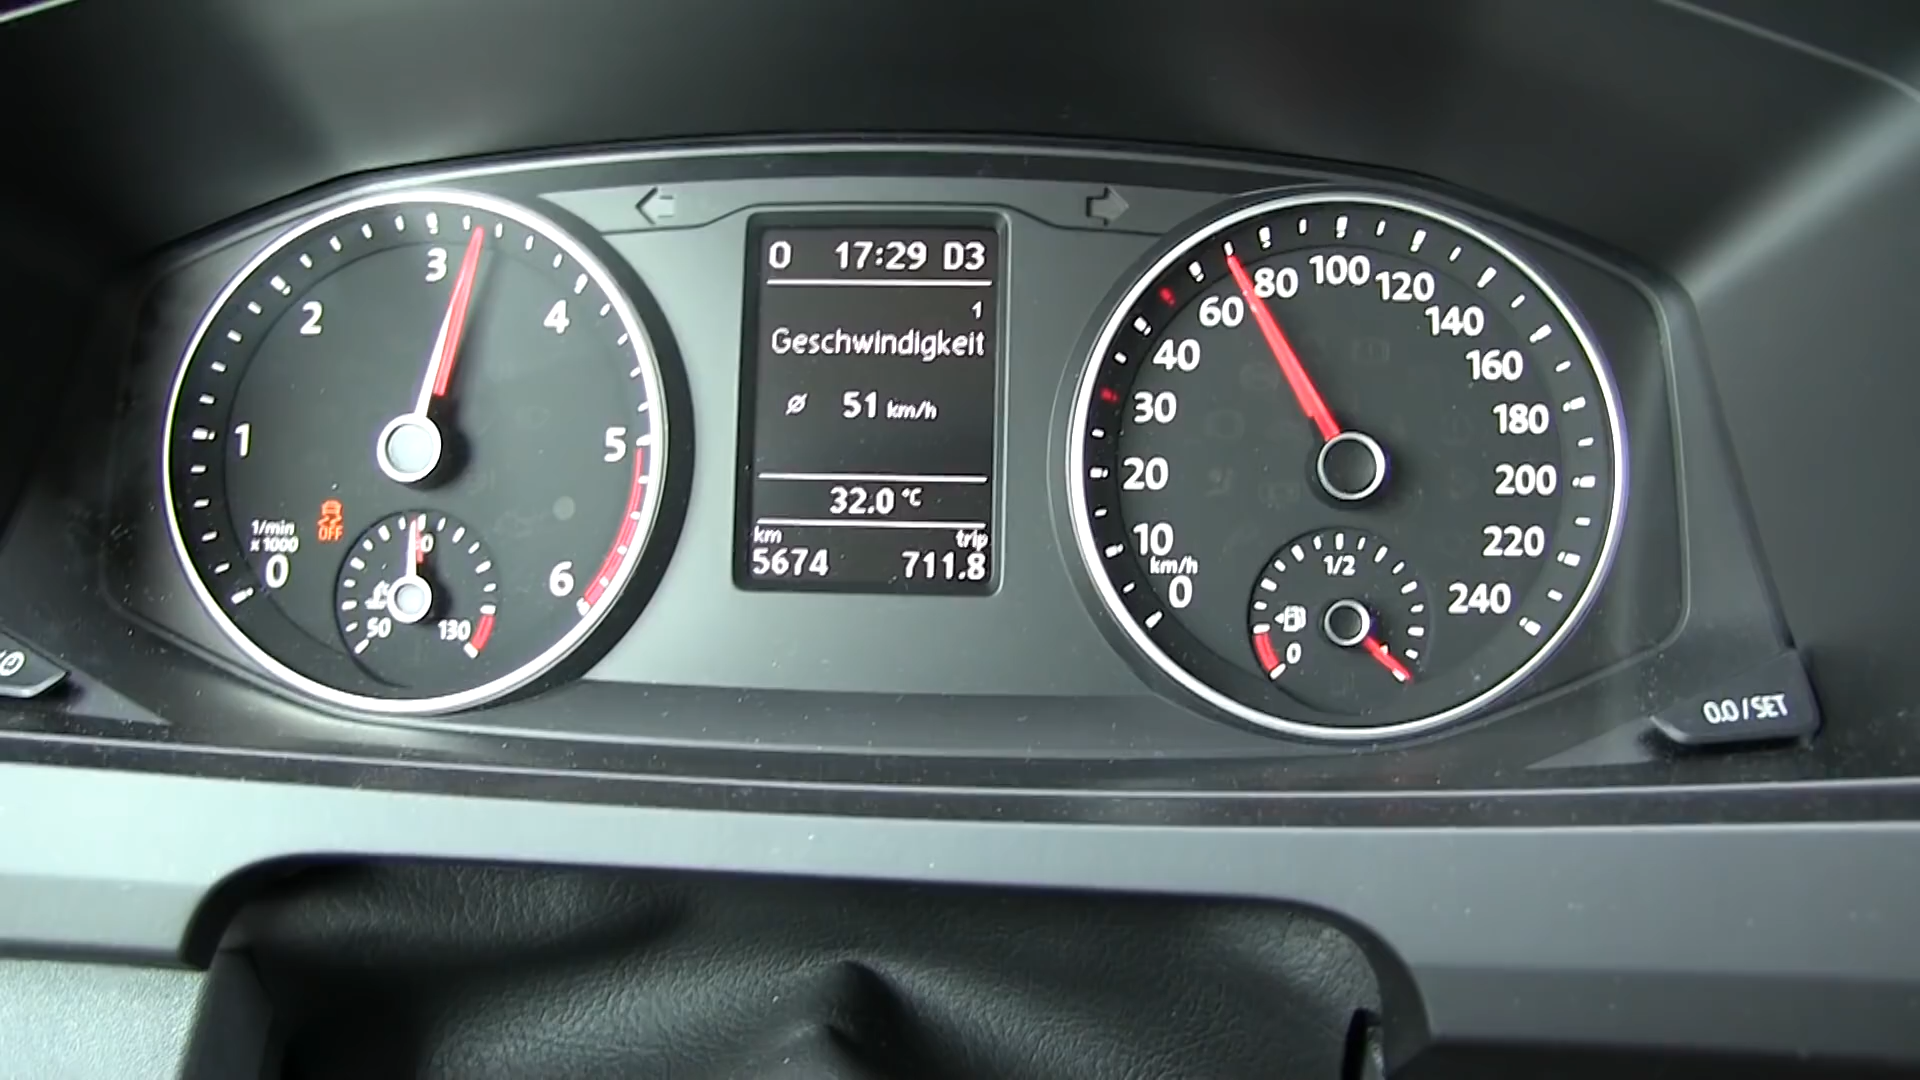 0 17:29 D3
1
Geschwindigkeit
ø 51 km/h
32.0 °C
km trip
5674 711.8
0 1 2 3 4 5 6
1/min
x 1000
OFF
50 130
0 10 20 30 40 60 80 100 120 140 160 180 200 220 240
km/h
1/2
0
0.0 / SET